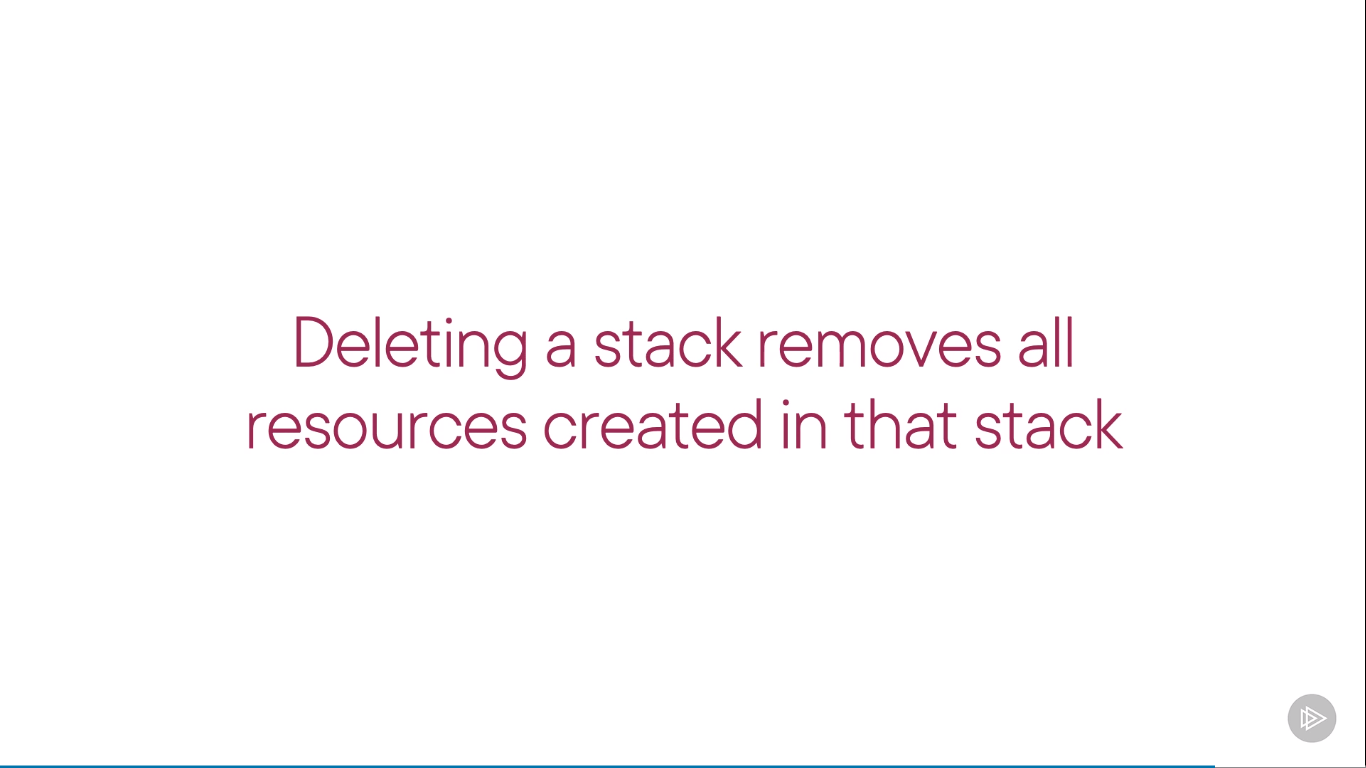 Deleting a stack removes all
resources created in that stack